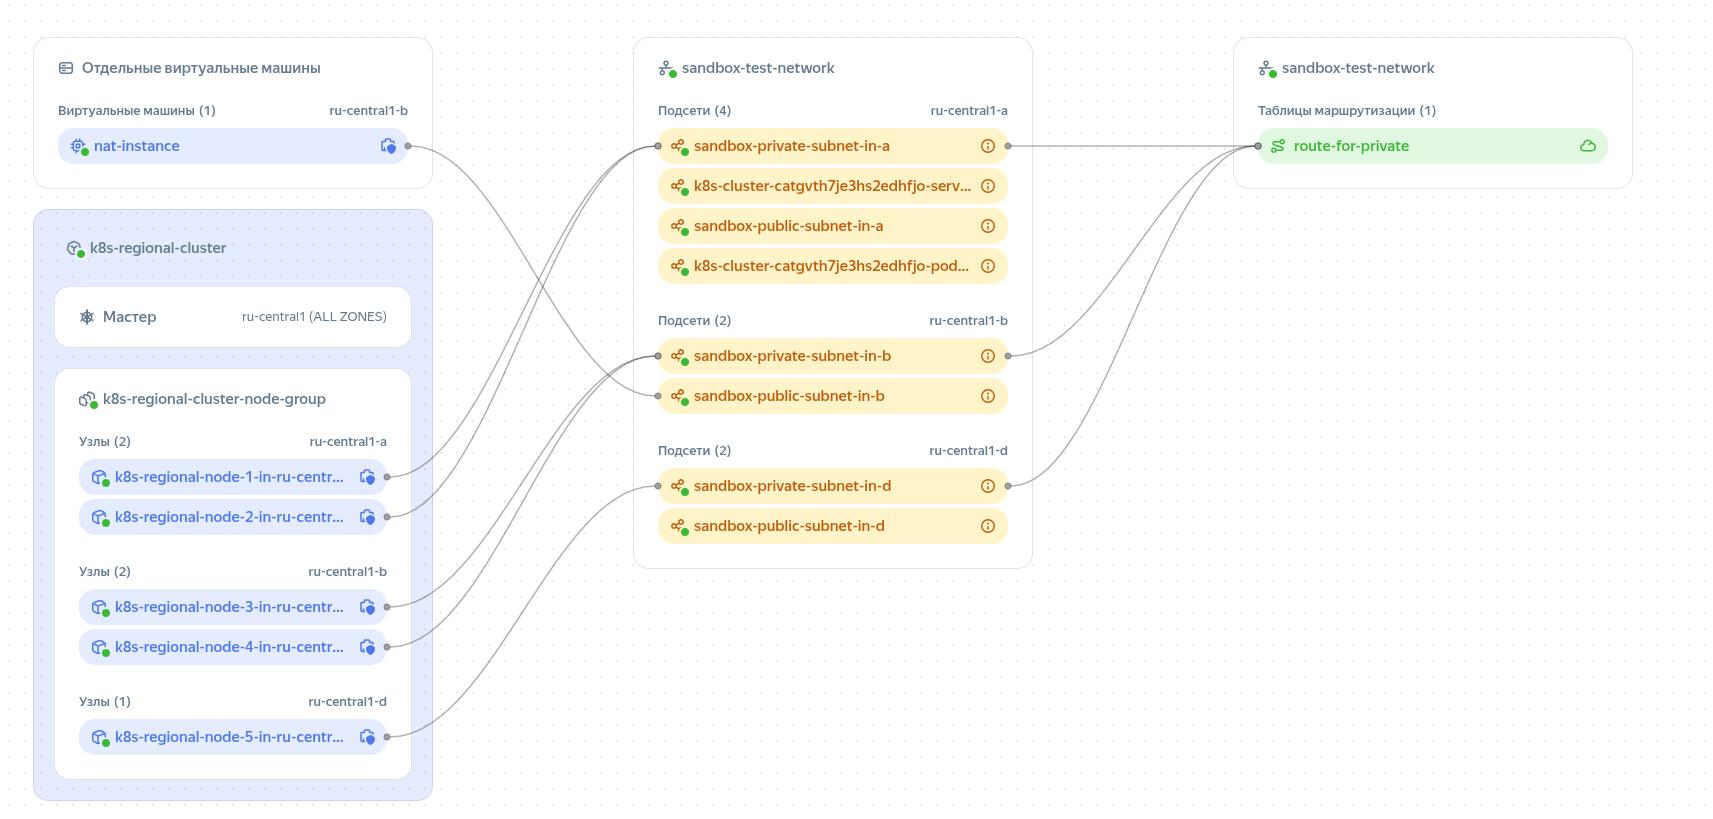 Отдельные виртуальные машины
Виртуальные машины (1) ru-central1-b
nat-instance
k8s-regional-cluster
Мастер ru-central1 (ALL ZONES)
k8s-regional-cluster-node-group
Узлы (2) ru-central1-a
k8s-regional-node-1-in-ru-centr...
k8s-regional-node-2-in-ru-centr...
Узлы (2) ru-central1-b
k8s-regional-node-3-in-ru-centr...
k8s-regional-node-4-in-ru-centr...
Узлы (1) ru-central1-d
k8s-regional-node-5-in-ru-centr...
sandbox-test-network
Подсети (4) ru-central1-a
sandbox-private-subnet-in-a
k8s-cluster-catgvth7je3hs2edhfjo-serv...
sandbox-public-subnet-in-a
k8s-cluster-catgvth7je3hs2edhfjo-pod...
Подсети (2) ru-central1-b
sandbox-private-subnet-in-b
sandbox-public-subnet-in-b
Подсети (2) ru-central1-d
sandbox-private-subnet-in-d
sandbox-public-subnet-in-d
sandbox-test-network
Таблицы маршрутизации (1)
route-for-private